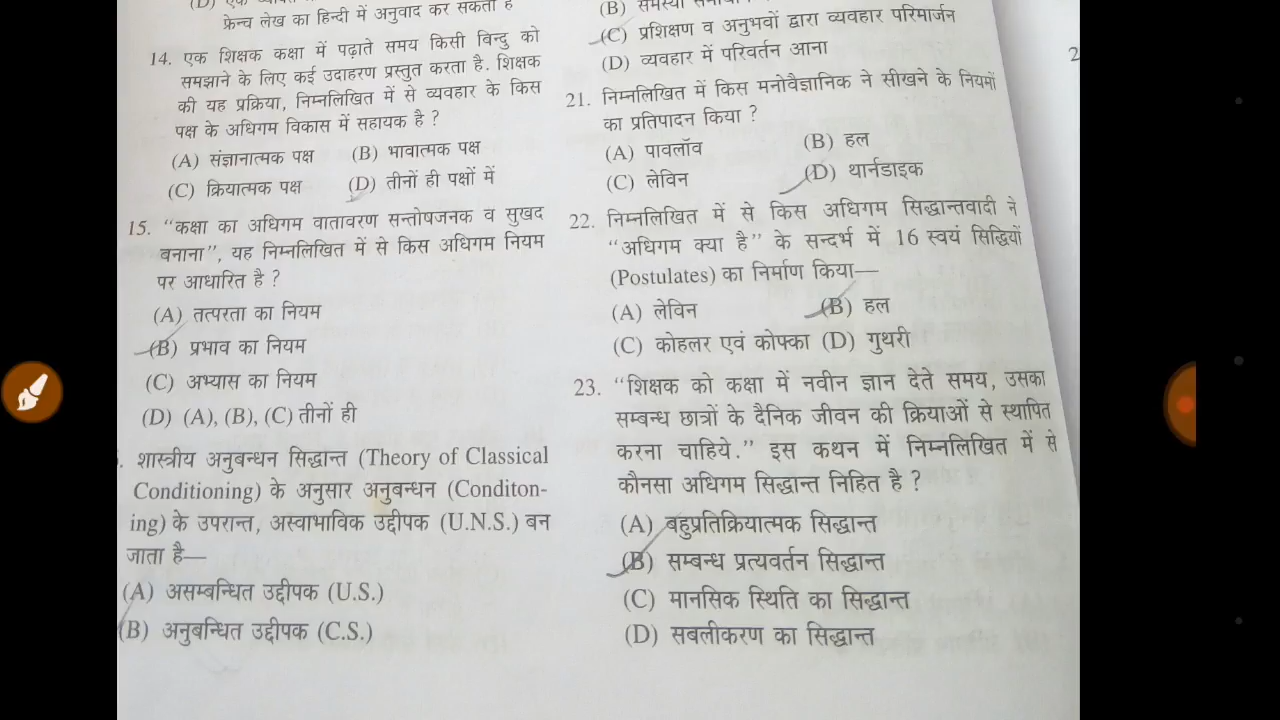 फ्रेन्च लेख का हिन्दी में अनुवाद कर सकता है
14. एक शिक्षक कक्षा में पढ़ाते समय किसी विन्दु को
समझाने के लिए कई उदाहरण प्रस्तुत करता है. शिक्षक
की यह प्रक्रिया, निम्नलिखित में से व्यवहार के किस
पक्ष के अधिगम विकास में सहायक है ?
(A) संज्ञानात्मक पक्ष (B) भावात्मक पक्ष
(C) क्रियात्मक पक्ष (D) तीनों ही पक्षों में
15. “कक्षा का अधिगम वातावरण सन्तोषजनक व सुखद
बनाना”, यह निम्नलिखित में से किस अधिगम नियम
पर आधारित है ?
(A) तत्परता का नियम
(B) प्रभाव का नियम
(C) अभ्यास का नियम
(D) (A), (B), (C) तीनों ही
शास्त्रीय अनुबन्धन सिद्धान्त (Theory of Classical
Conditioning) के अनुसार अनुबन्धन (Conditon-
ing) के उपरान्त, अस्वाभाविक उद्दीपक (U.N.S.) बन
जाता है—
(A) असम्बन्धित उद्दीपक (U.S.)
(B) अनुबन्धित उद्दीपक (C.S.)
(B) समस्या
(C) प्रशिक्षण व अनुभवों द्वारा व्यवहार परिमार्जन
(D) व्यवहार में परिवर्तन आना
21. निम्नलिखित में किस मनोवैज्ञानिक ने सीखने के नियमों
का प्रतिपादन किया ?
(A) पावलॉव (B) हल
(C) लेविन (D) थार्नडाइक
22. निम्नलिखित में से किस अधिगम सिद्धान्तवादी ने
“अधिगम क्या है” के सन्दर्भ में 16 स्वयं सिद्धियों
(Postulates) का निर्माण किया—
(A) लेविन (B) हल
(C) कोहलर एवं कोफ्का (D) गुथरी
23. “शिक्षक को कक्षा में नवीन ज्ञान देते समय, उसका
सम्बन्ध छात्रों के दैनिक जीवन की क्रियाओं से स्थापित
करना चाहिये.” इस कथन में निम्नलिखित में से
कौनसा अधिगम सिद्धान्त निहित है ?
(A) बहुप्रतिक्रियात्मक सिद्धान्त
(B) सम्बन्ध प्रत्यवर्तन सिद्धान्त
(C) मानसिक स्थिति का सिद्धान्त
(D) सबलीकरण का सिद्धान्त
2